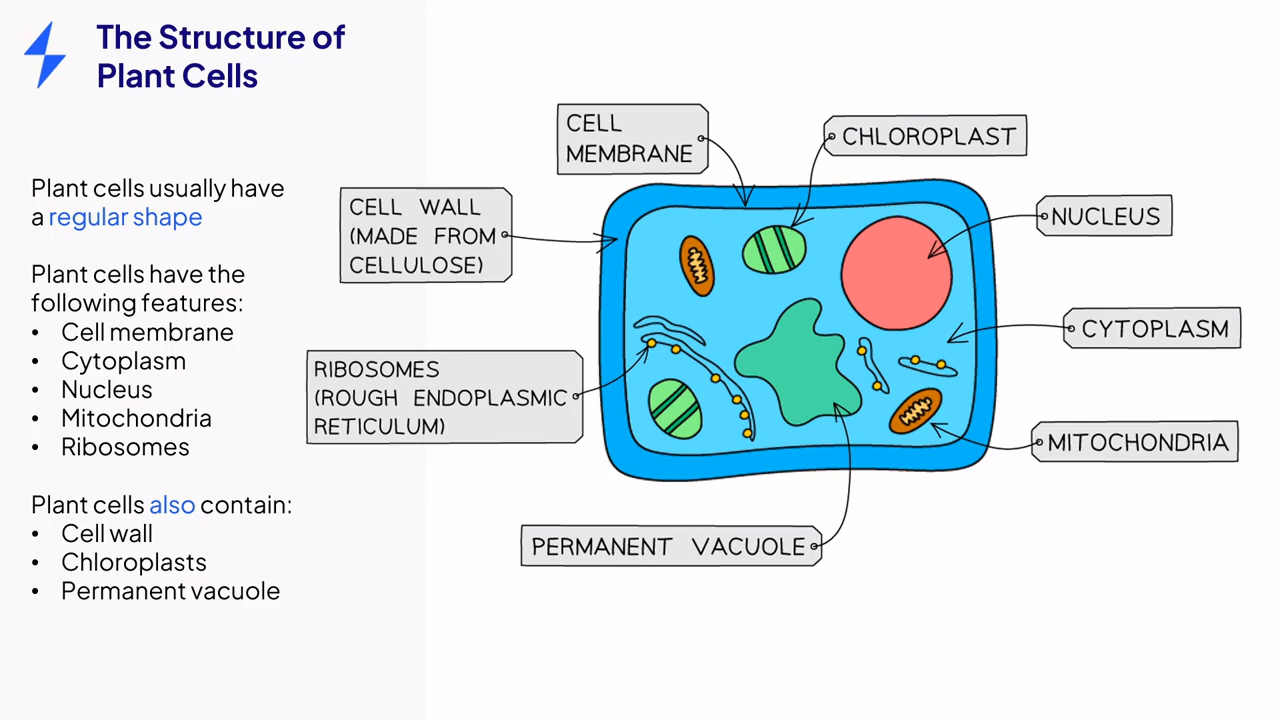 The Structure of
Plant Cells
Plant cells usually have
a regular shape
Plant cells have the
following features:
• Cell membrane
• Cytoplasm
• Nucleus
• Mitochondria
• Ribosomes
Plant cells also contain:
• Cell wall
• Chloroplasts
• Permanent vacuole
CELL
MEMBRANE
CHLOROPLAST
CELL WALL
(MADE FROM
CELLULOSE)
NUCLEUS
CYTOPLASM
RIBOSOMES
(ROUGH ENDOPLASMIC
RETICULUM)
MITOCHONDRIA
PERMANENT VACUOLE